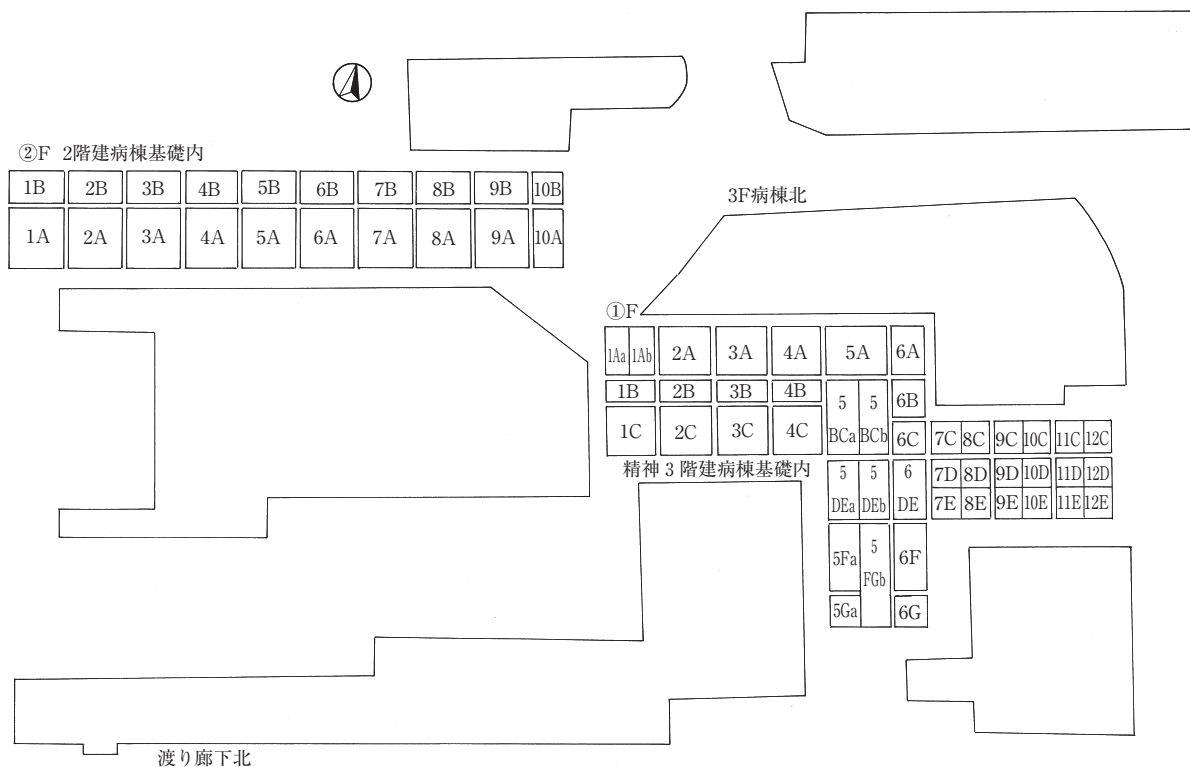 ②F 2階建病棟基礎内
1B 2B 3B 4B 5B 6B 7B 8B 9B 10B
1A 2A 3A 4A 5A 6A 7A 8A 9A 10A
3F病棟北
①F
1Aa 1Ab 2A 3A 4A 5A 6A
1B 2B 3B 4B 5 5 6B
1C 2C 3C 4C BCa BCb 6C 7C 8C 9C 10C 11C 12C
精神3階建病棟基礎内
5 5 6 7D 8D 9D 10D 11D 12D
DEa DEb DE 7E 8E 9E 10E 11E 12E
5Fa 5 6F
FGb
5Ga 6G
渡り廊下北